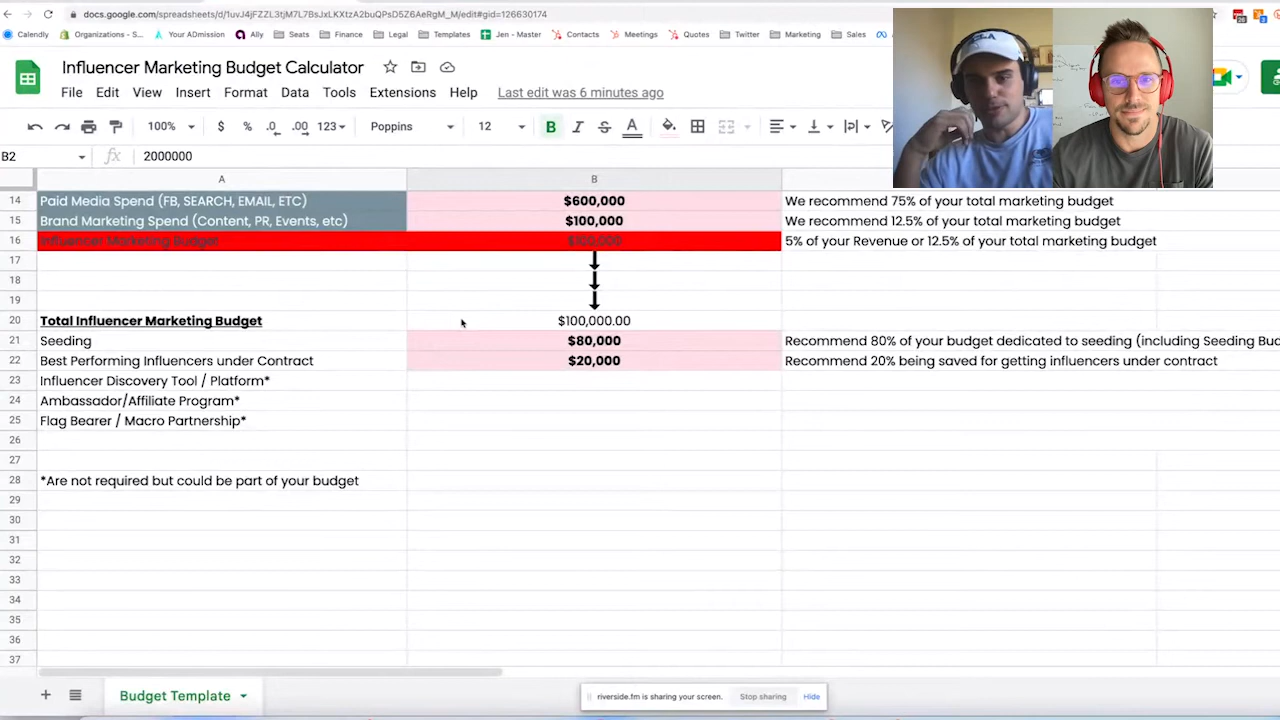 docs.google.com/spreadsheets/d/1uvJ4jFZZL3tjM7L7BsJxLKXtzA2buQPsD5Z6AeRgM_M/edit#gid=126630174
Calendly Organizations - S... Your ADmission Ally Seats Finance Legal Templates Jen - Master Contacts Meetings Quotes Twitter Marketing Sales
Influencer Marketing Budget Calculator
File Edit View Insert Format Data Tools Extensions Help Last edit was 6 minutes ago
100% $ % .0 .00 123 Poppins 12 B I S A
B2 fx 2000000
A B
14 Paid Media Spend (FB, SEARCH, EMAIL, ETC) $600,000 We recommend 75% of your total marketing budget
15 Brand Marketing Spend (Content, PR, Events, etc) $100,000 We recommend 12.5% of your total marketing budget
16 Influencer Marketing Budget $100,000 5% of your Revenue or 12.5% of your total marketing budget
17
18
19
20 Total Influencer Marketing Budget $100,000.00
21 Seeding $80,000 Recommend 80% of your budget dedicated to seeding (including Seeding Bud
22 Best Performing Influencers under Contract $20,000 Recommend 20% being saved for getting influencers under contract
23 Influencer Discovery Tool / Platform*
24 Ambassador/Affiliate Program*
25 Flag Bearer / Macro Partnership*
26
27
28 *Are not required but could be part of your budget
29
30
31
32
33
34
35
36
37
Budget Template
riverside.fm is sharing your screen. Stop sharing Hide